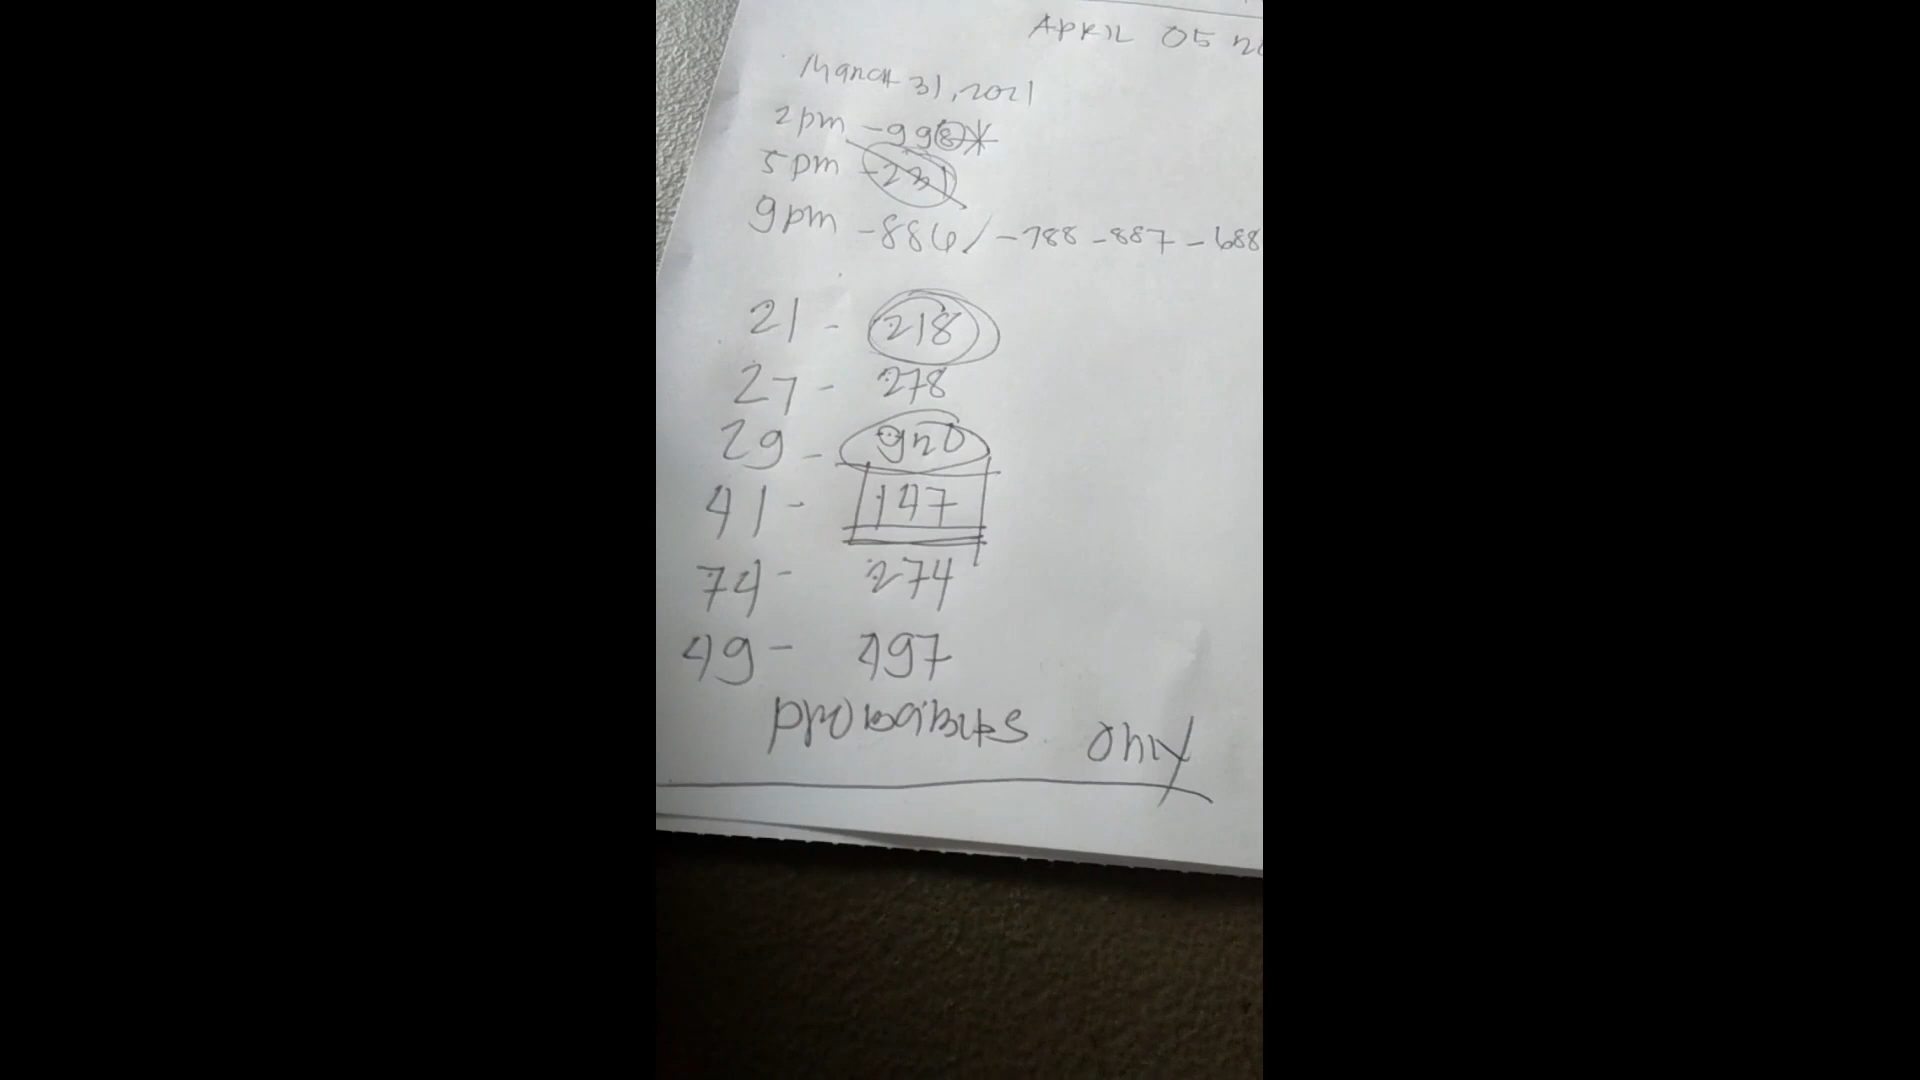 APRIL 05
March 31, 2021
2pm - 998*
5pm - 231
9pm - 886/ - 788 - 887 - 688
21 - 218
27 - 278
29 - 920
41 - 147
74 - 274
49 - 497
only